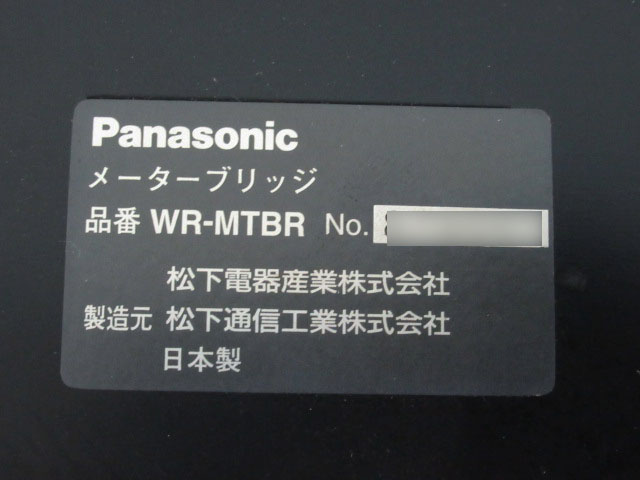 Panasonic
メーターブリッジ
品番 WR-MTBR No.
松下電器産業株式会社
製造元 松下通信工業株式会社
日本製